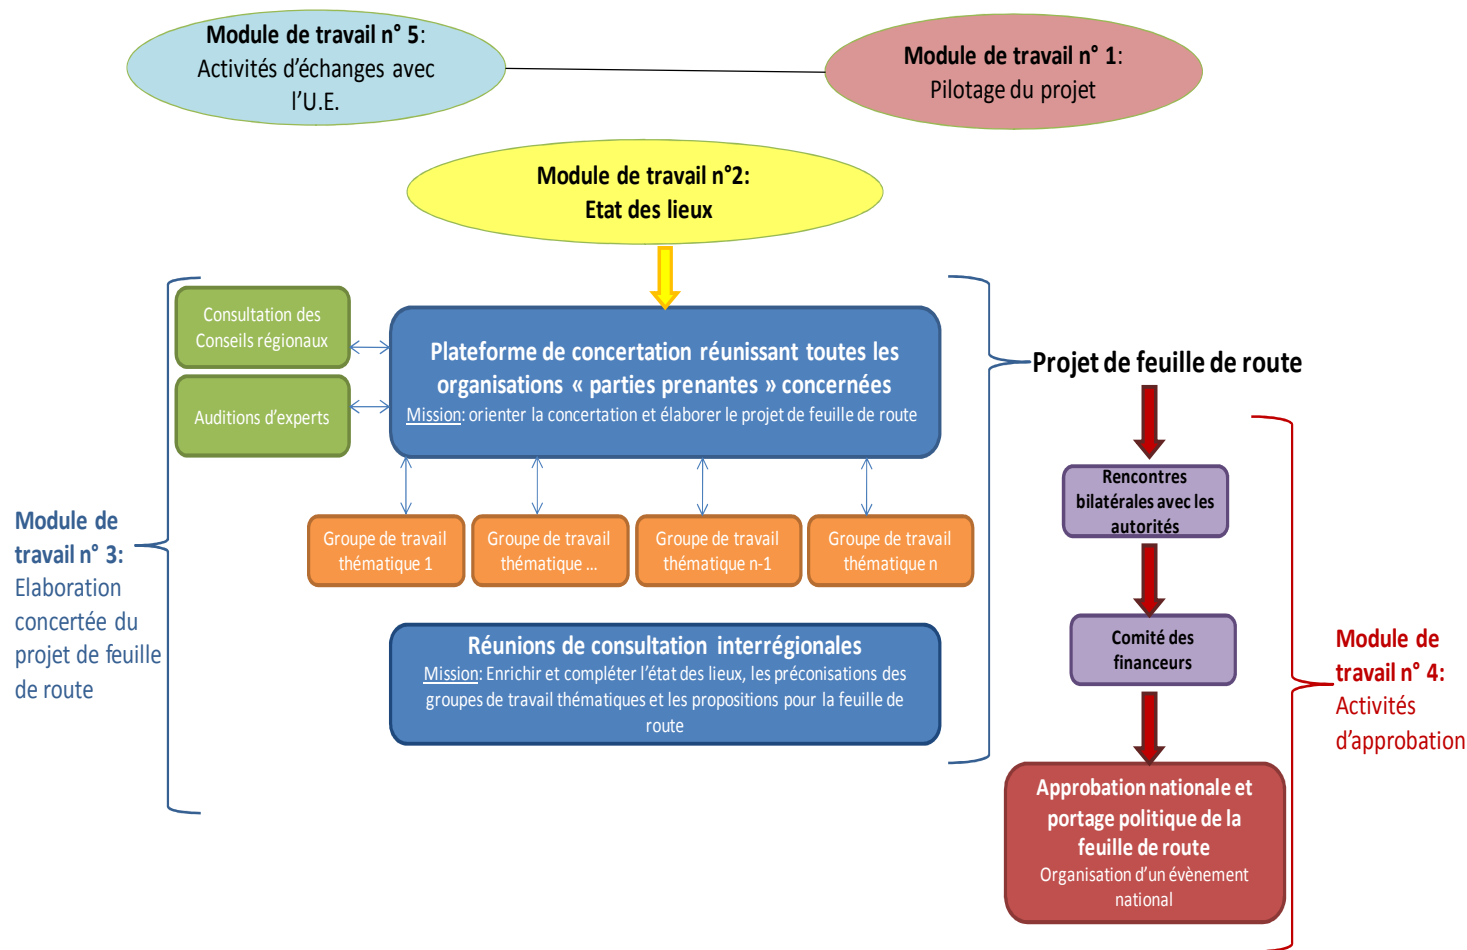 Module de travail n° 5:
Activités d’échanges avec
l’U.E.
Module de travail n° 1:
Pilotage du projet
Module de travail n°2:
Etat des lieux
Consultation des
Conseils régionaux
Auditions d’experts
Plateforme de concertation réunissant toutes les
organisations « parties prenantes » concernées
Mission: orienter la concertation et élaborer le projet de feuille de route
Groupe de travail
thématique 1
Groupe de travail
thématique ...
Groupe de travail
thématique n-1
Groupe de travail
thématique n
Réunions de consultation interrégionales
Mission: Enrichir et compléter l’état des lieux, les préconisations des
groupes de travail thématiques et les propositions pour la feuille de
route
Module de
travail n° 3:
Elaboration
concertée du
projet de feuille
de route
Projet de feuille de route
Rencontres
bilatérales avec les
autorités
Comité des
financeurs
Approbation nationale et
portage politique de la
feuille de route
Organisation d’un évènement
national
Module de
travail n° 4:
Activités
d’approbation